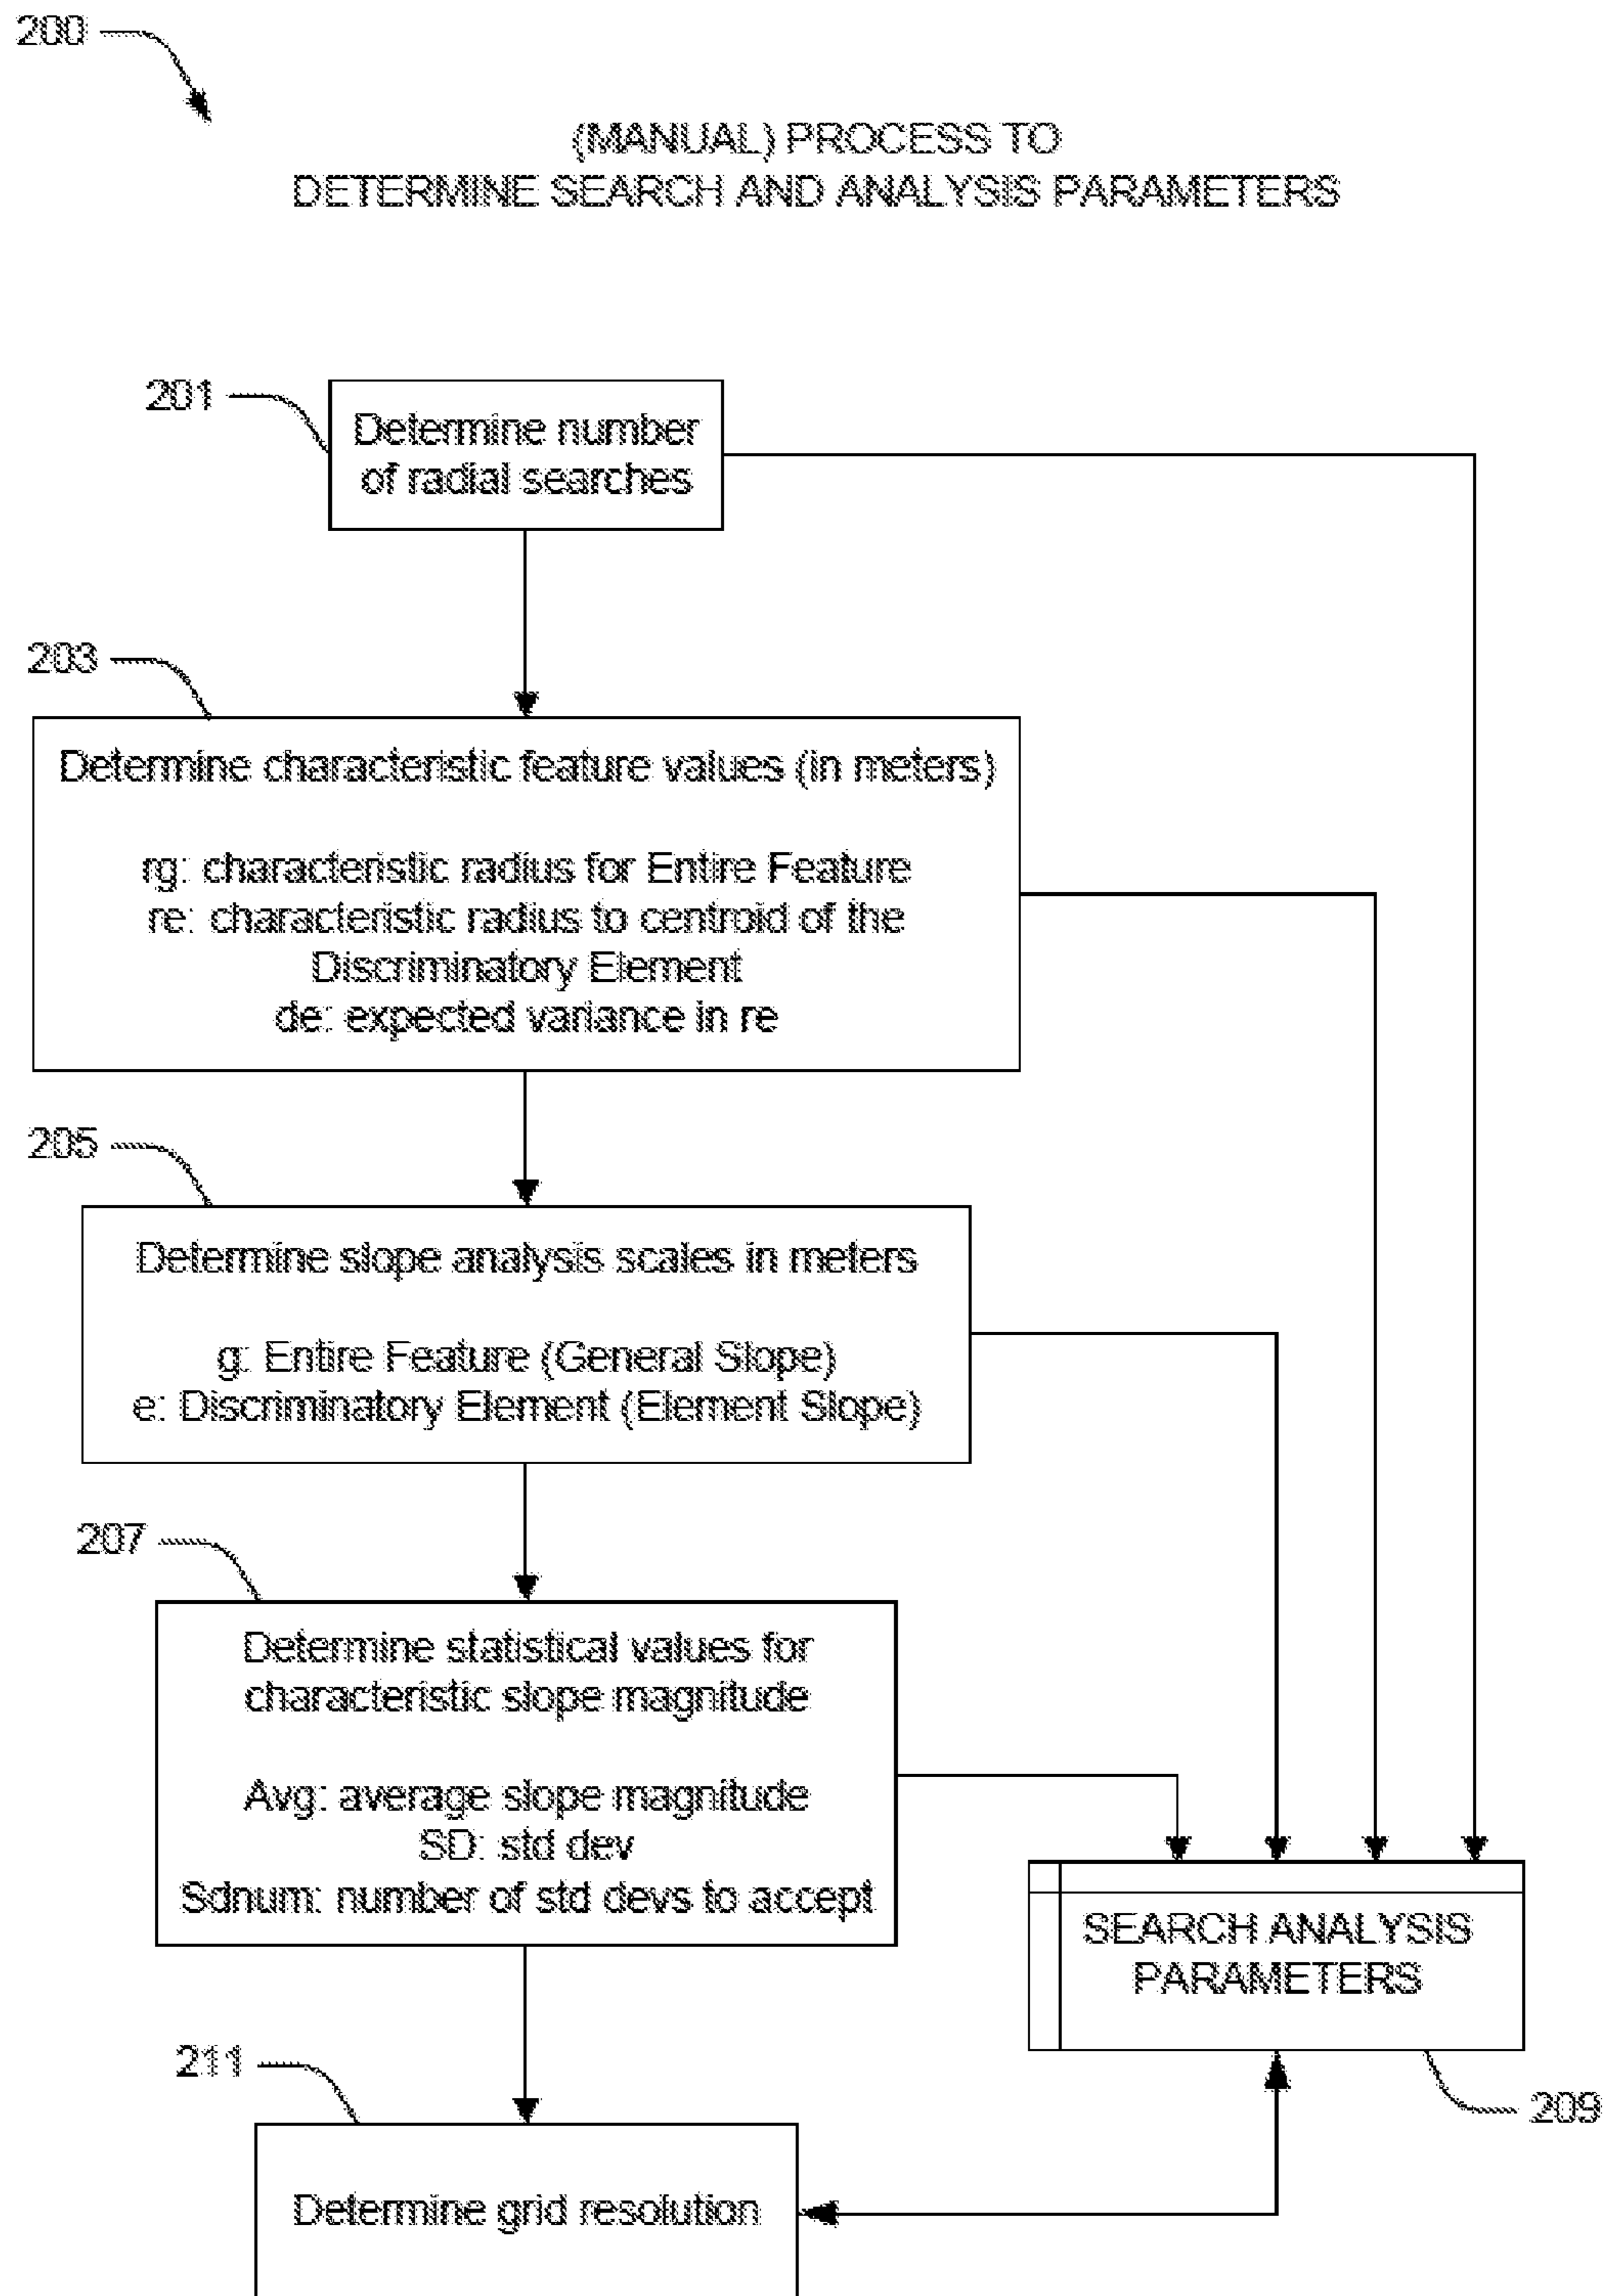 200
(MANUAL) PROCESS TO
DETERMINE SEARCH AND ANALYSIS PARAMETERS
201
Determine number
of radial searches
203
Determine characteristic feature values (in meters)
rg: characteristic radius for Entire Feature
re: characteristic radius to centroid of the
Discriminatory Element
de: expected variance in re
205
Determine slope analysis scales in meters
g: Entire Feature (General Slope)
e: Discriminatory Element (Element Slope)
207
Determine statistical values for
characteristic slope magnitude
Avg: average slope magnitude
SD: std dev
Sdnum: number of std devs to accept
SEARCH ANALYSIS
PARAMETERS
209
211
Determine grid resolution